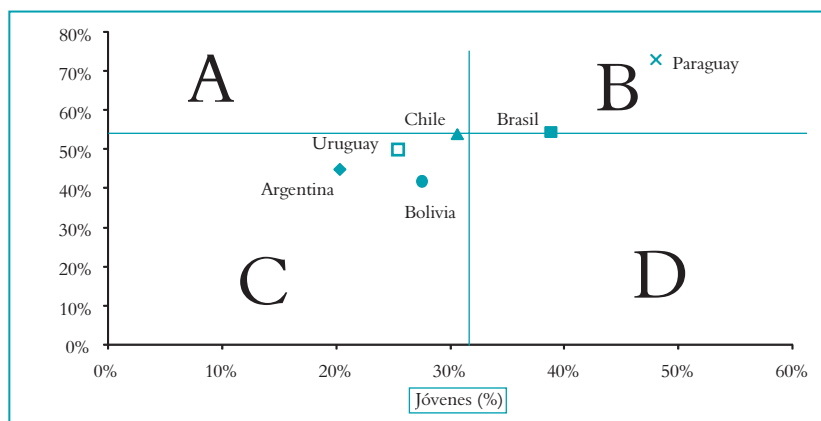 80%
70%
60%
50%
40%
30%
20%
10%
0%
A
B
Paraguay
Chile
Brasil
Uruguay
Argentina
Bolivia
C
D
0%
10%
20%
30%
40%
50%
60%
Jóvenes (%)